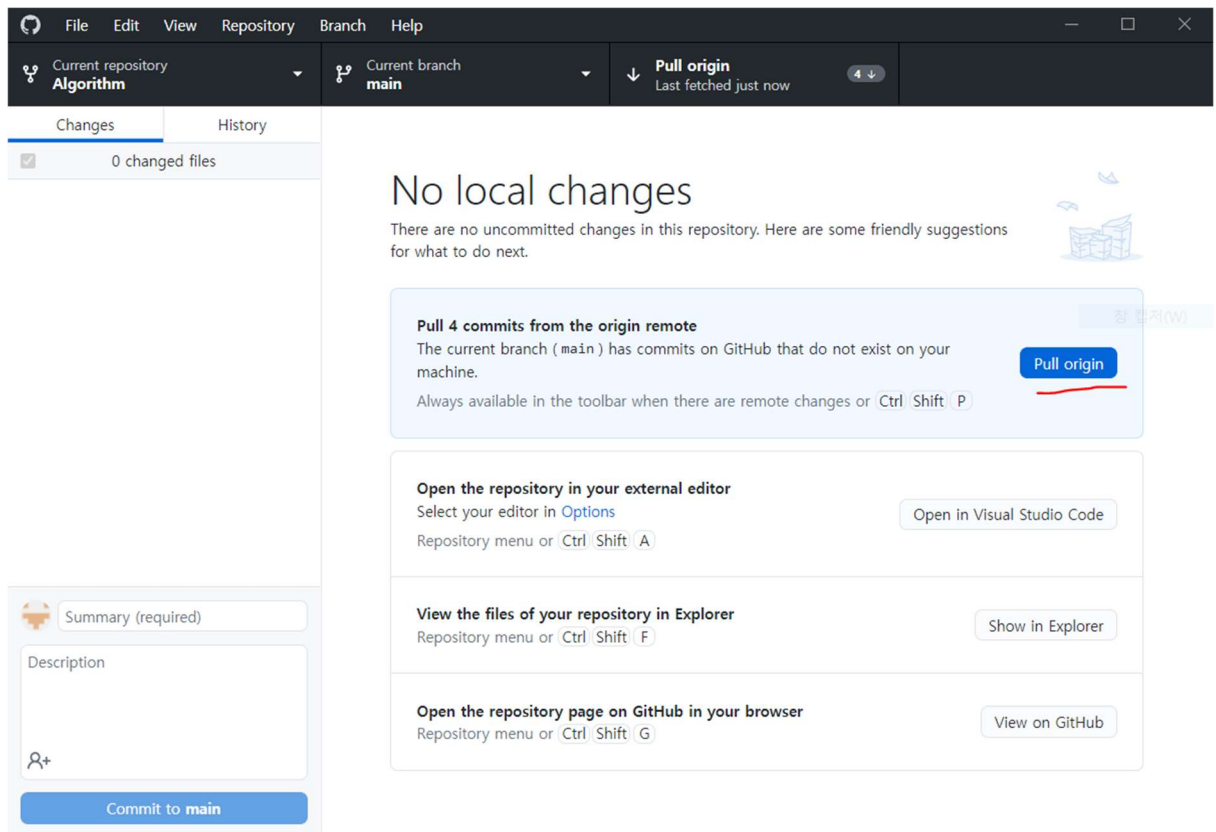 File Edit View Repository Branch Help
Current repository
Algorithm
Current branch
main
Pull origin
Last fetched just now
4 ↓
Changes History
0 changed files
No local changes
There are no uncommitted changes in this repository. Here are some friendly suggestions
for what to do next.
Pull 4 commits from the origin remote
The current branch ( main ) has commits on GitHub that do not exist on your
machine.
Always available in the toolbar when there are remote changes or Ctrl Shift P
Pull origin
창 캡처(W)
Open the repository in your external editor
Select your editor in Options
Repository menu or Ctrl Shift A
Open in Visual Studio Code
View the files of your repository in Explorer
Repository menu or Ctrl Shift F
Show in Explorer
Open the repository page on GitHub in your browser
Repository menu or Ctrl Shift G
View on GitHub
Summary (required)
Description
Commit to main